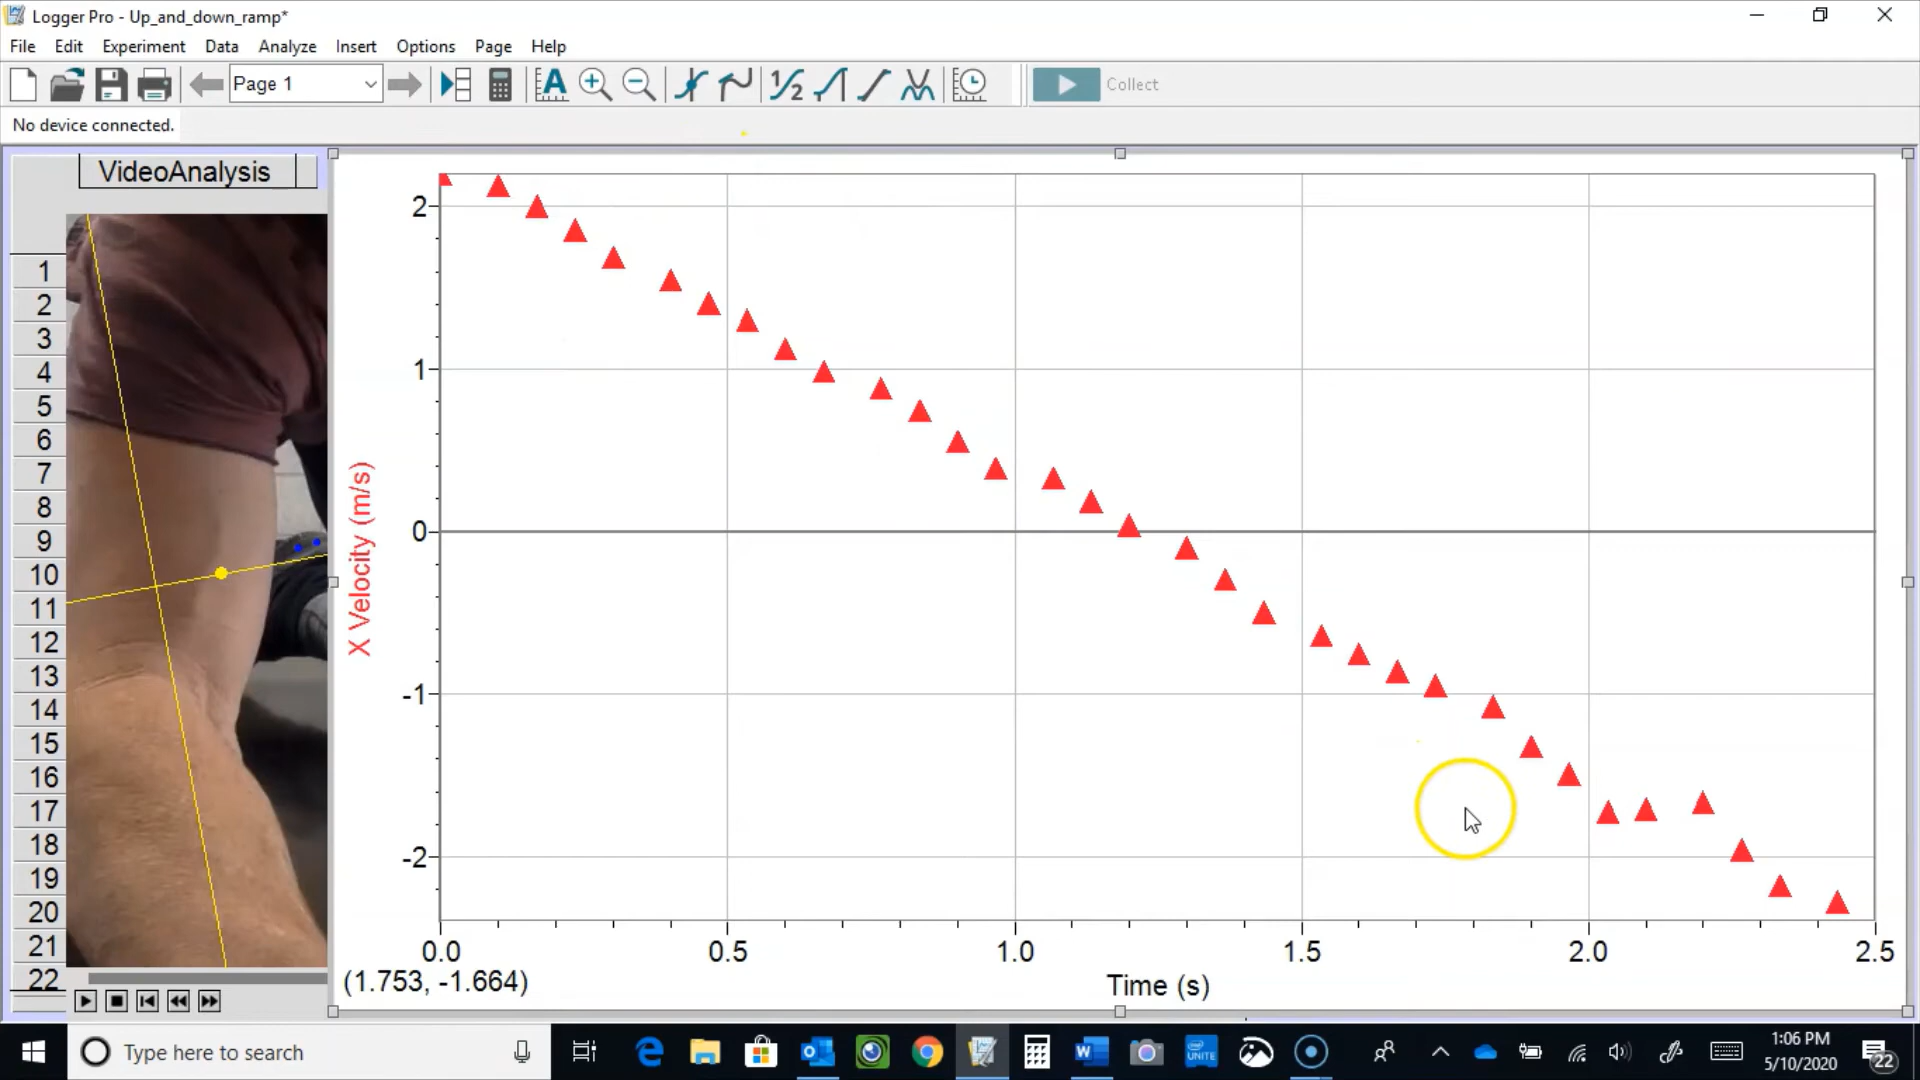 Logger Pro - Up_and_down_ramp*
File Edit Experiment Data Analyze Insert Options Page Help
Page 1
A
1/2
Collect
No device connected.
VideoAnalysis
1
2
3
4
5
6
7
8
9
10
11
12
13
14
15
16
17
18
19
20
21
22
X Velocity (m/s)
2
1
0
-1
-2
0.0 0.5 1.0 1.5 2.0 2.5
(1.753, -1.664)
Time (s)
Type here to search
1:06 PM
5/10/2020
22